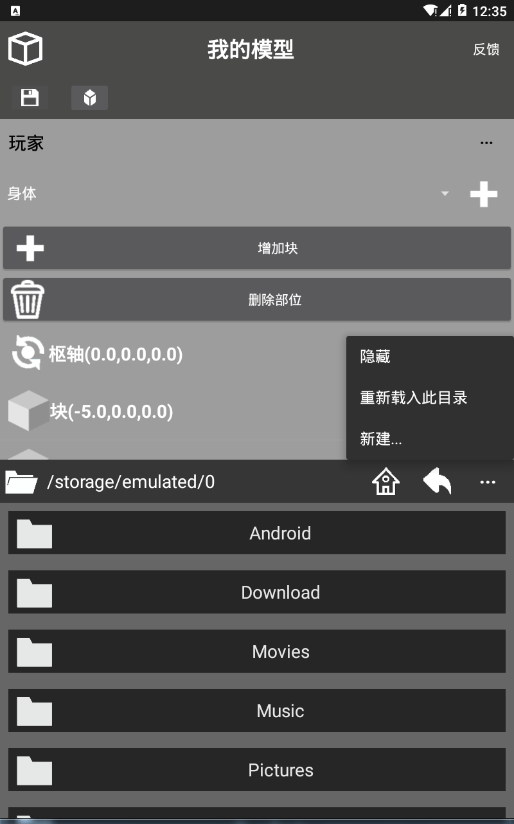 12:35
我的模型
反馈
玩家
身体
增加块
删除部位
枢轴(0.0,0.0,0.0)
块(-5.0,0.0,0.0)
隐藏
重新载入此目录
新建...
/storage/emulated/0
Android
Download
Movies
Music
Pictures